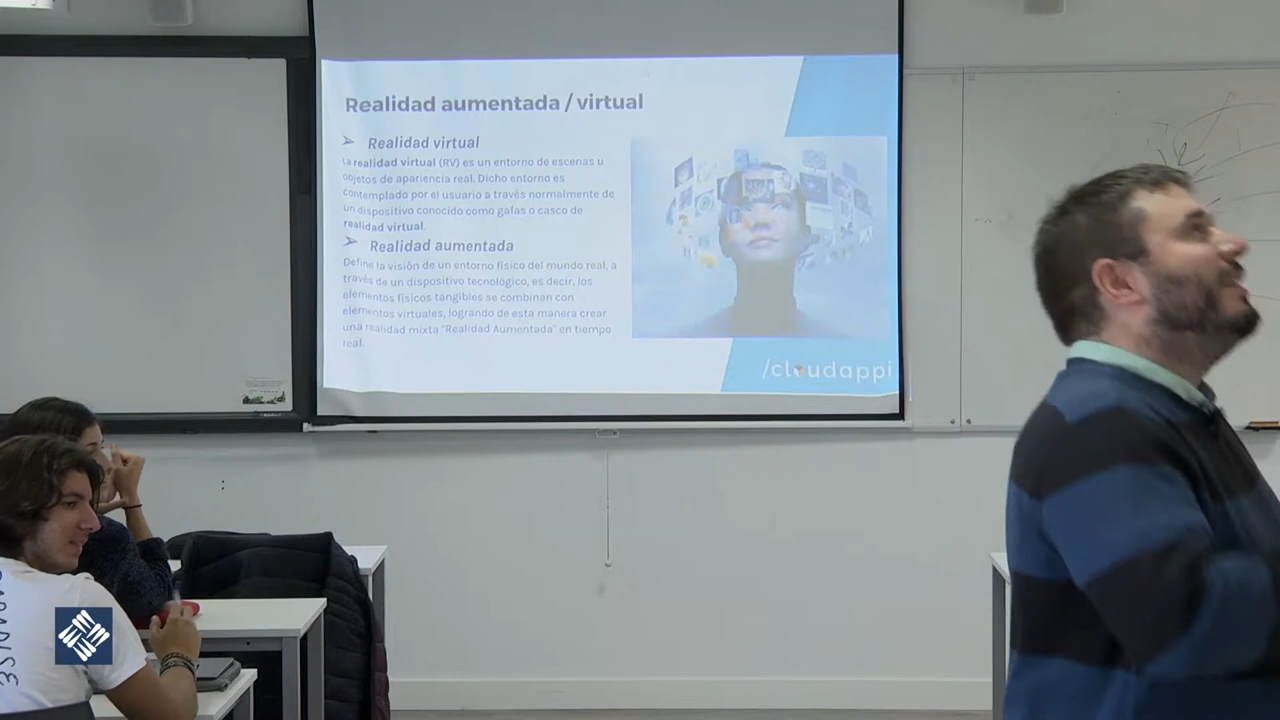 Realidad aumentada / virtual
➢ Realidad virtual
La realidad virtual (RV) es un entorno de escenas u
objetos de apariencia real. Dicho entorno es
contemplado por el usuario a través normalmente de
un dispositivo conocido como gafas o casco de
realidad virtual.
➢ Realidad aumentada
Define la visión de un entorno físico del mundo real, a
través de un dispositivo tecnológico, es decir, los
elementos físicos tangibles se combinan con
elementos virtuales, logrando de esta manera crear
una realidad mixta "Realidad Aumentada" en tiempo
real.
/cloudappi